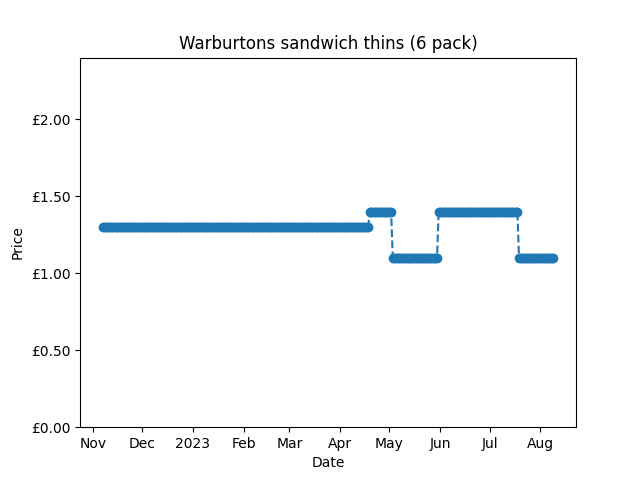 Warburtons sandwich thins (6 pack)
£2.00
£1.50
£1.00
£0.50
£0.00
Price
Nov Dec 2023 Feb Mar Apr May Jun Jul Aug
Date